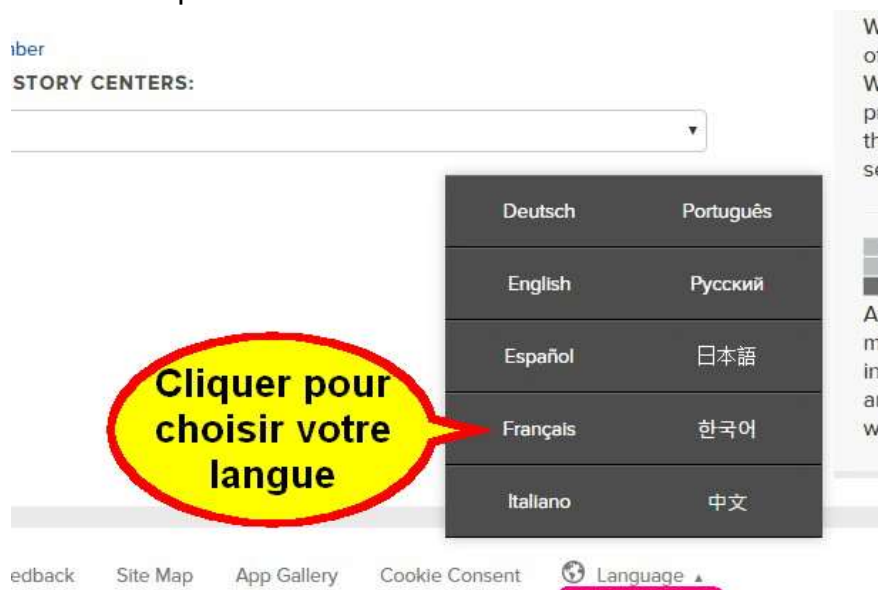 STORY CENTERS:
Deutsch Português
English Русский
Español 日本語
Français 한국어
Italiano 中文
Cliquer pour
choisir votre
langue
Site Map App Gallery Cookie Consent Language